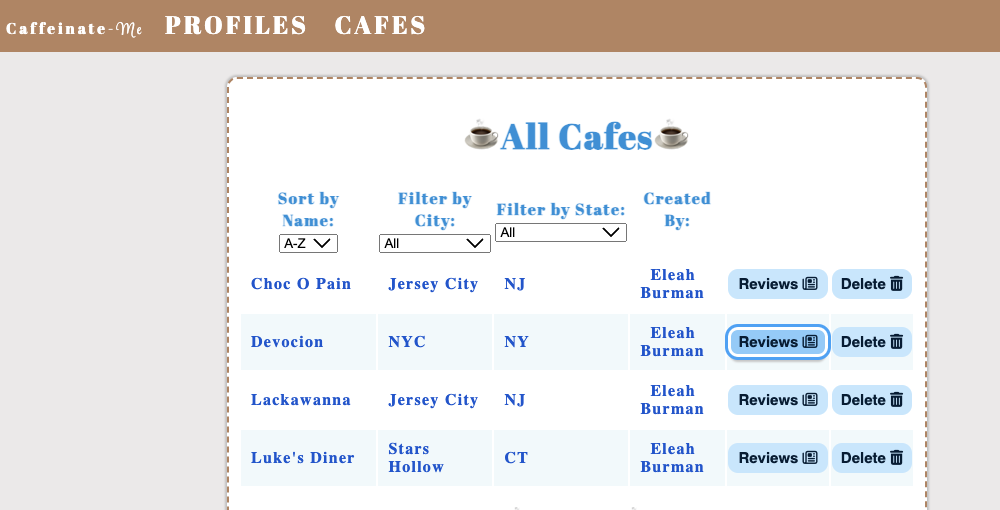 Caffeinate-Me PROFILES CAFES
All Cafes
Sort by Name: Filter by City: Filter by State: Created By:
A-Z All All
Choc O Pain Jersey City NJ Eleah Burman Reviews Delete
Devocion NYC NY Eleah Burman Reviews Delete
Lackawanna Jersey City NJ Eleah Burman Reviews Delete
Luke's Diner Stars Hollow CT Eleah Burman Reviews Delete